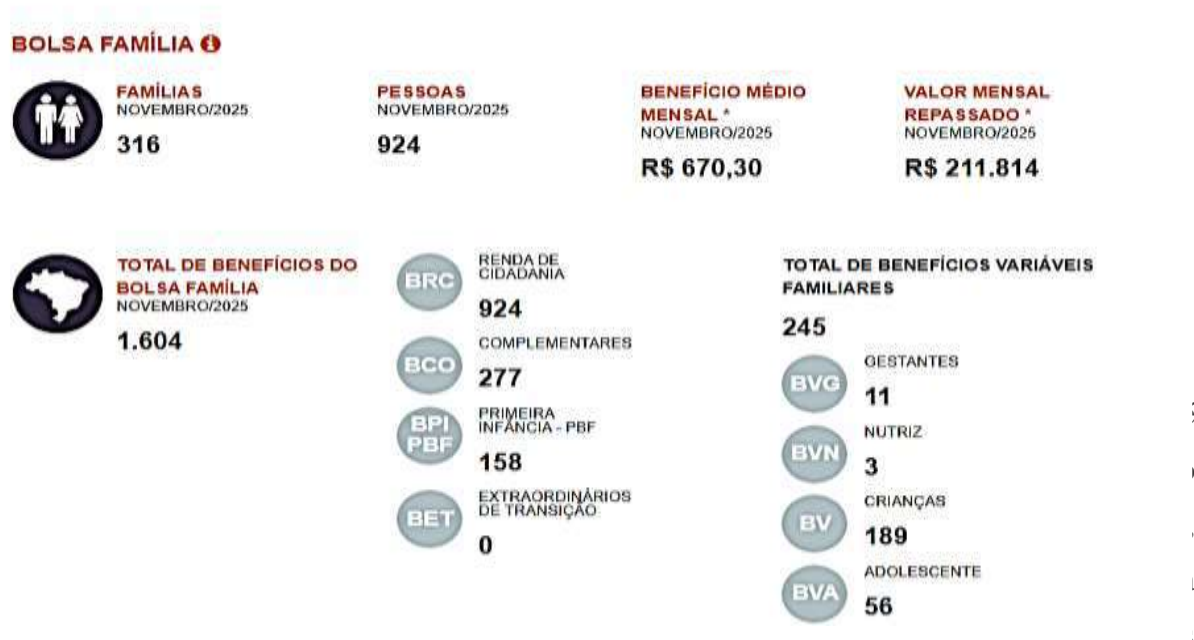 BOLSA FAMÍLIA
FAMÍLIAS
NOVEMBRO/2025
316
PESSOAS
NOVEMBRO/2025
924
BENEFÍCIO MÉDIO
MENSAL *
NOVEMBRO/2025
R$ 670,30
VALOR MENSAL
REPASSADO *
NOVEMBRO/2025
R$ 211.814
TOTAL DE BENEFÍCIOS DO
BOLSA FAMÍLIA
NOVEMBRO/2025
1.604
BRC
RENDA DE
CIDADANIA
924
BCO
COMPLEMENTARES
277
BPI
PBF
PRIMEIRA
INFÂNCIA - PBF
158
BET
EXTRAORDINÁRIOS
DE TRANSIÇÃO
0
TOTAL DE BENEFÍCIOS VARIÁVEIS
FAMILIARES
245
BVG
GESTANTES
11
BVN
NUTRIZ
3
BV
CRIANÇAS
189
BVA
ADOLESCENTE
56